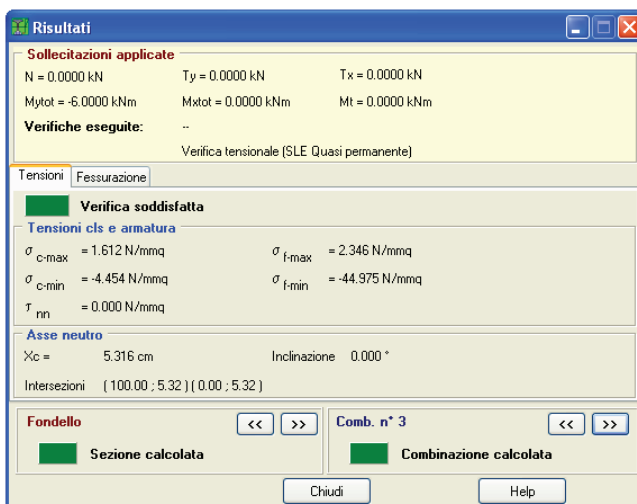 Risultati
Sollecitazioni applicate
N = 0.0000 kN Ty = 0.0000 kN Tx = 0.0000 kN
Mytot = -6.0000 kNm Mxtot = 0.0000 kNm Mt = 0.0000 kNm
Verifiche eseguite: --
Verifica tensionale (SLE Quasi permanente)
Tensioni Fessurazione
Verifica soddisfatta
Tensioni cls e armatura
σ c-max = 1.612 N/mmq σ f-max = 2.346 N/mmq
σ c-min = -4.454 N/mmq σ f-min = -44.975 N/mmq
τ nn = 0.000 N/mmq
Asse neutro
Xc = 5.316 cm Inclinazione 0.000 °
Intersezioni ( 100.00 ; 5.32 ) ( 0.00 ; 5.32 )
Fondello << >> Comb. n° 3 << >>
Sezione calcolata Combinazione calcolata
Chiudi Help